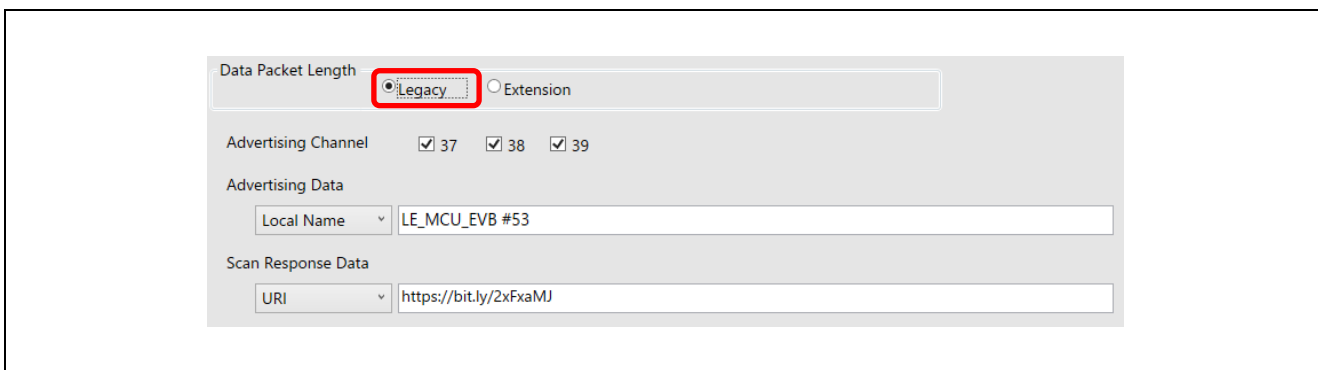 Data Packet Length
Legacy Extension
Advertising Channel 37 38 39
Advertising Data
Local Name LE_MCU_EVB #53
Scan Response Data
URI https://bit.ly/2xFxaMJ